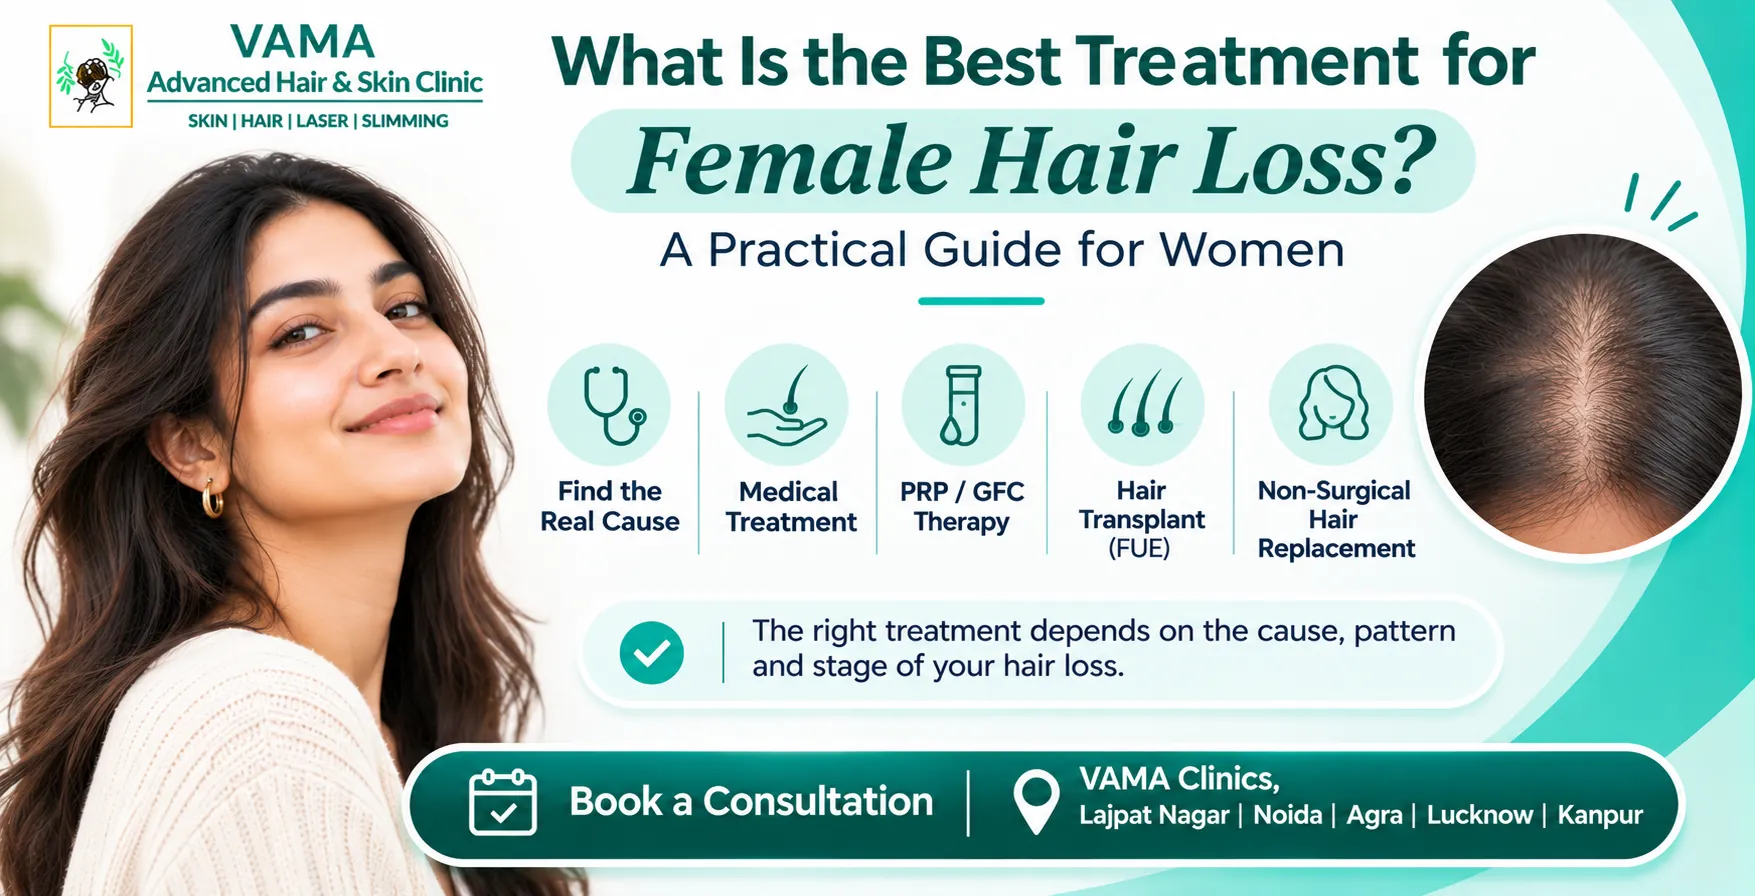 VAMA
Advanced Hair & Skin Clinic
SKIN | HAIR | LASER | SLIMMING
What Is the Best Treatment for
Female Hair Loss?
A Practical Guide for Women
Find the
Real Cause
Medical
Treatment
PRP / GFC
Therapy
Hair
Transplant
(FUE)
Non-Surgical
Hair
Replacement
The right treatment depends on the cause, pattern
and stage of your hair loss.
Book a Consultation
VAMA Clinics,
Lajpat Nagar | Noida | Agra | Lucknow | Kanpur